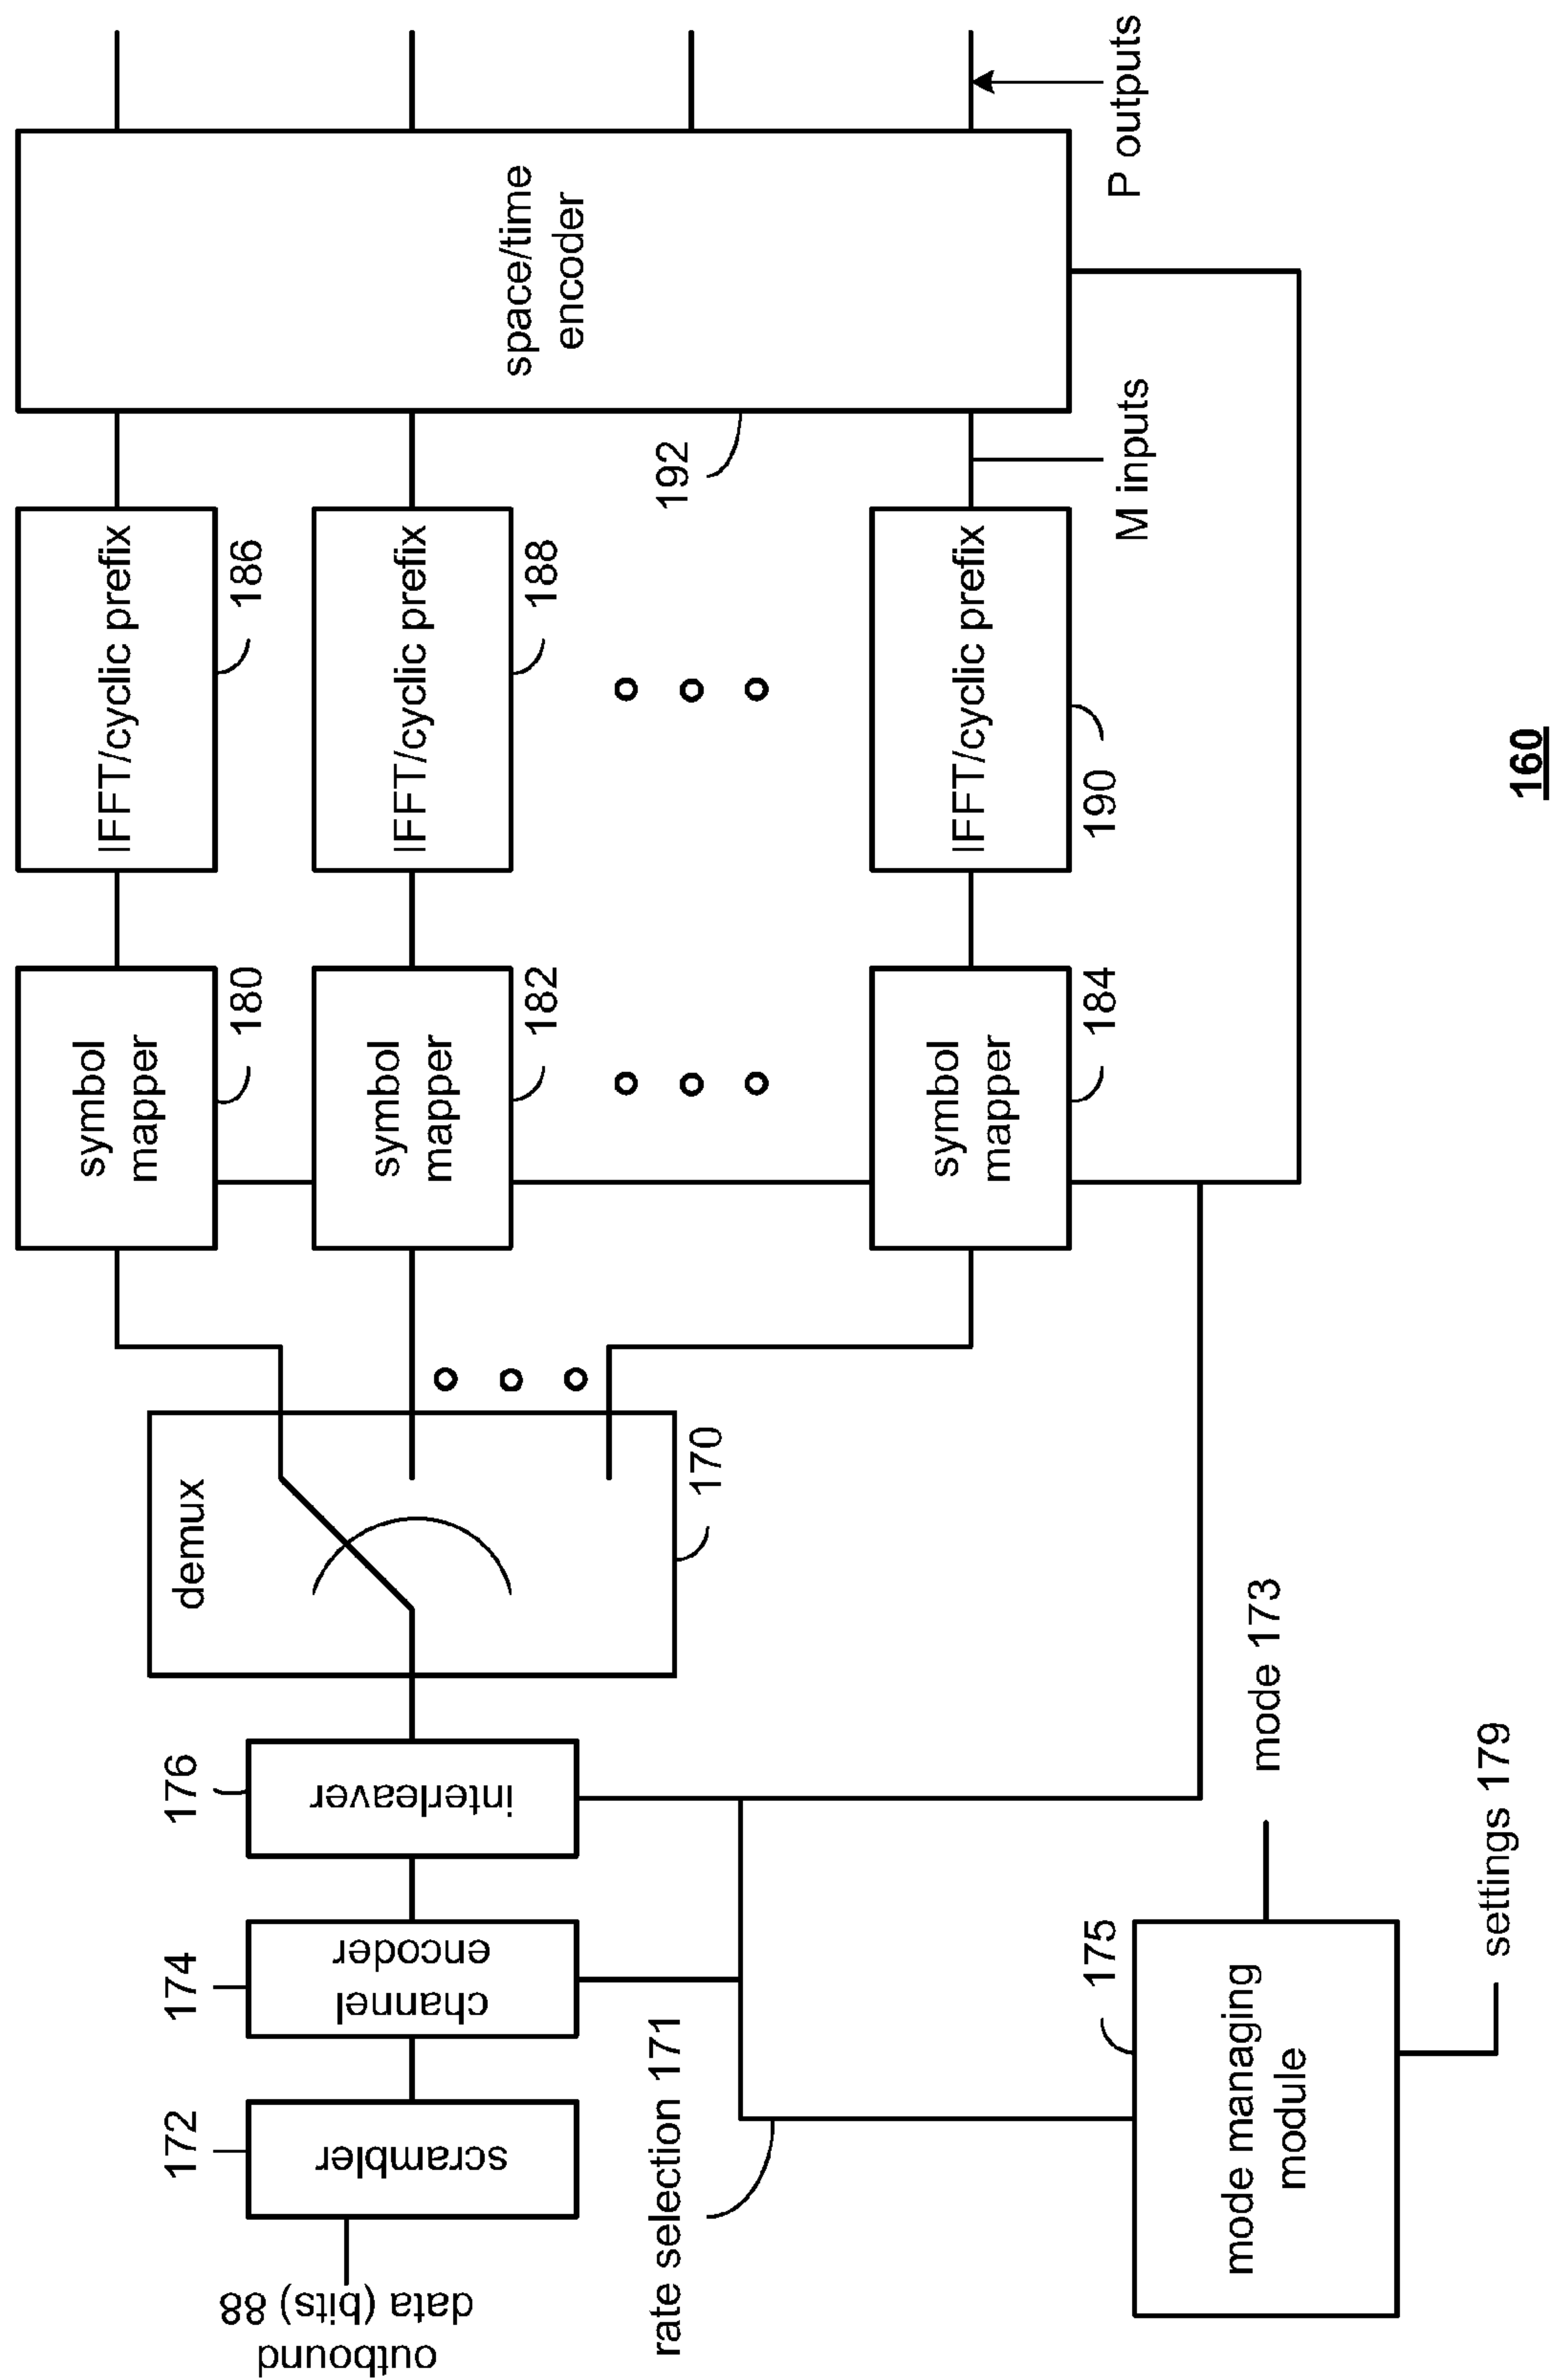 outbound
data (bits) 88
scrambler
172
channel
encoder
174
interleaver
176
demux
170
symbol
mapper
180
symbol
mapper
182
symbol
mapper
184
IFFT/cyclic prefix
186
IFFT/cyclic prefix
188
IFFT/cyclic prefix
190
M inputs
space/time
encoder
192
P outputs
rate selection 171
mode managing
module
175
mode 173
settings 179
160